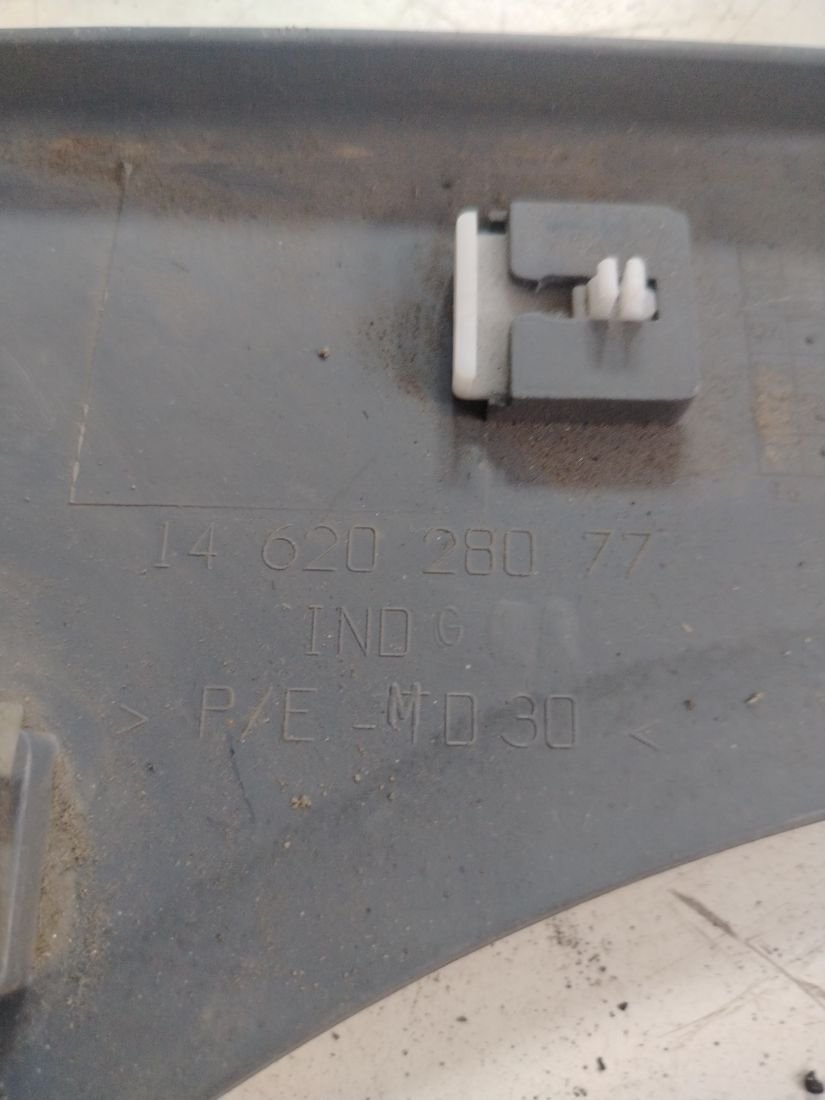 14 620 280 77
IND G
> P/E -MD30 <